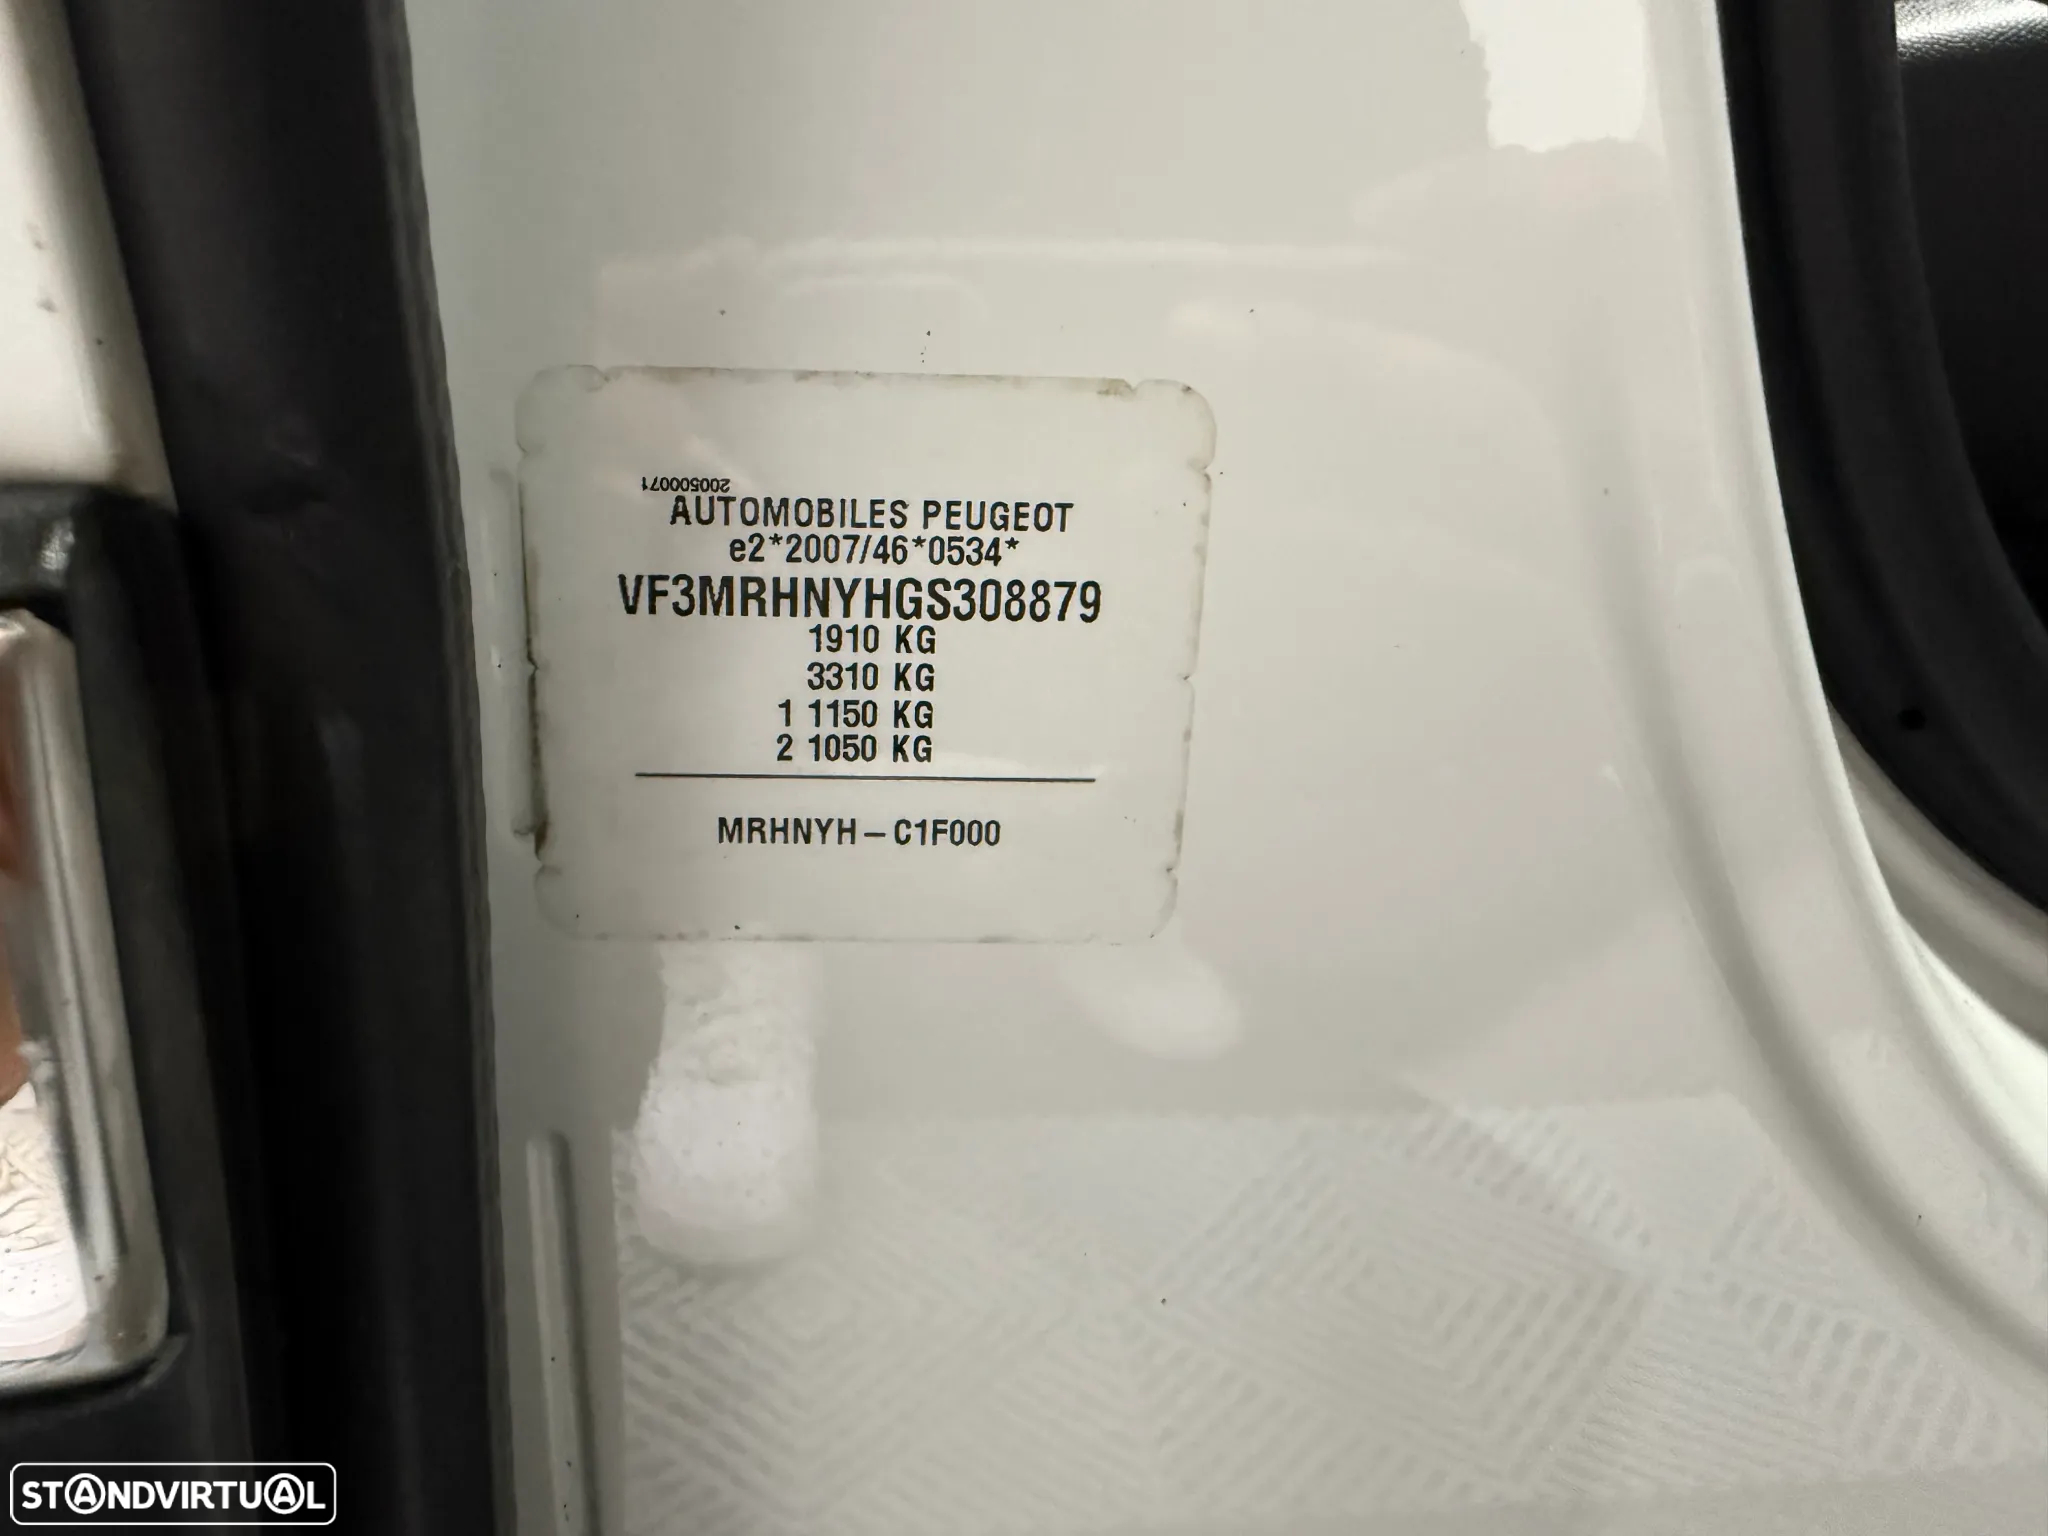 200500071
AUTOMOBILES PEUGEOT
e2*2007/46*0534*
VF3MRHNYHGS308879
1910 KG
3310 KG
1 1150 KG
2 1050 KG
MRHNYH – C1F000
STANDVIRTUAL